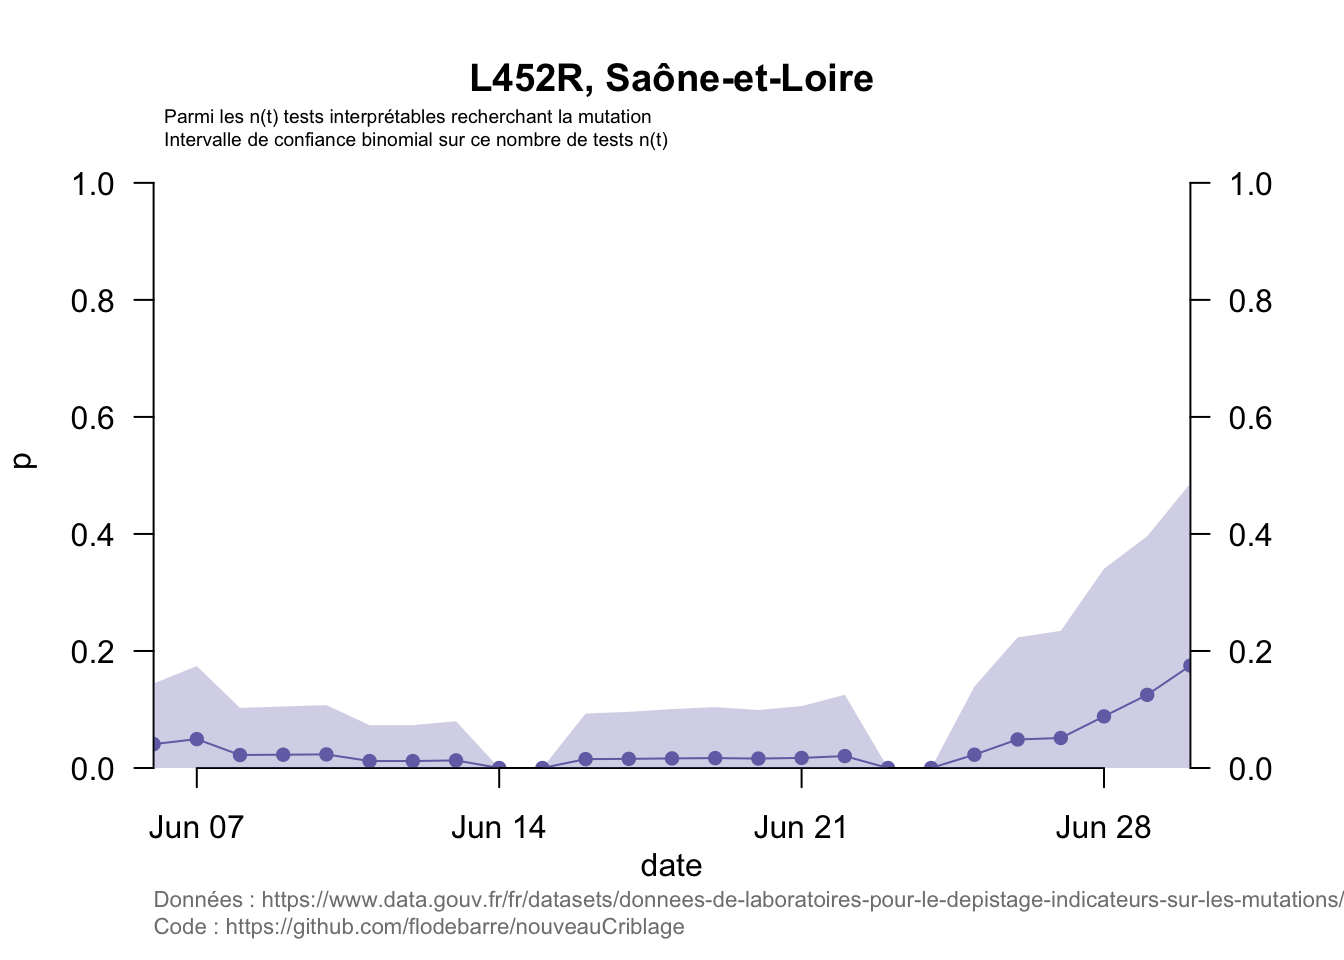 L452R, Saône-et-Loire
Parmi les n(t) tests interprétables recherchant la mutation
Intervalle de confiance binomial sur ce nombre de tests n(t)
1.0 1.0
0.8 0.8
0.6 0.6
p
0.4 0.4
0.2 0.2
0.0 0.0
Jun 07 Jun 14 Jun 21 Jun 28
date
Données : https://www.data.gouv.fr/fr/datasets/donnees-de-laboratoires-pour-le-depistage-indicateurs-sur-les-mutations/
Code : https://github.com/flodebarre/nouveauCriblage